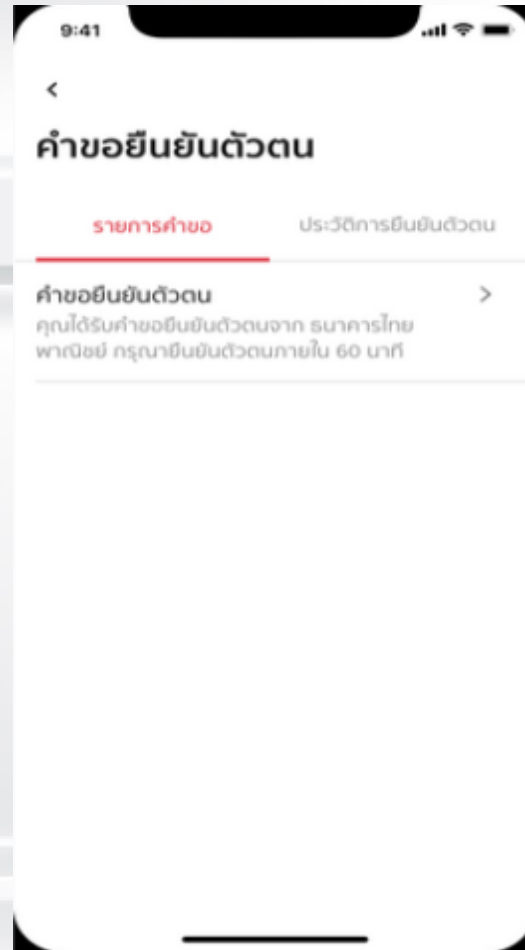 9:41
คำขอยืนยันตัวตน
รายการคำขอ
ประวัติการยืนยันตัวตน
คำขอยืนยันตัวตน
คุณได้รับคำขอยืนยันตัวตนจาก ธนาคารไทย
พาณิชย์ กรุณายืนยันตัวตนภายใน 60 นาที